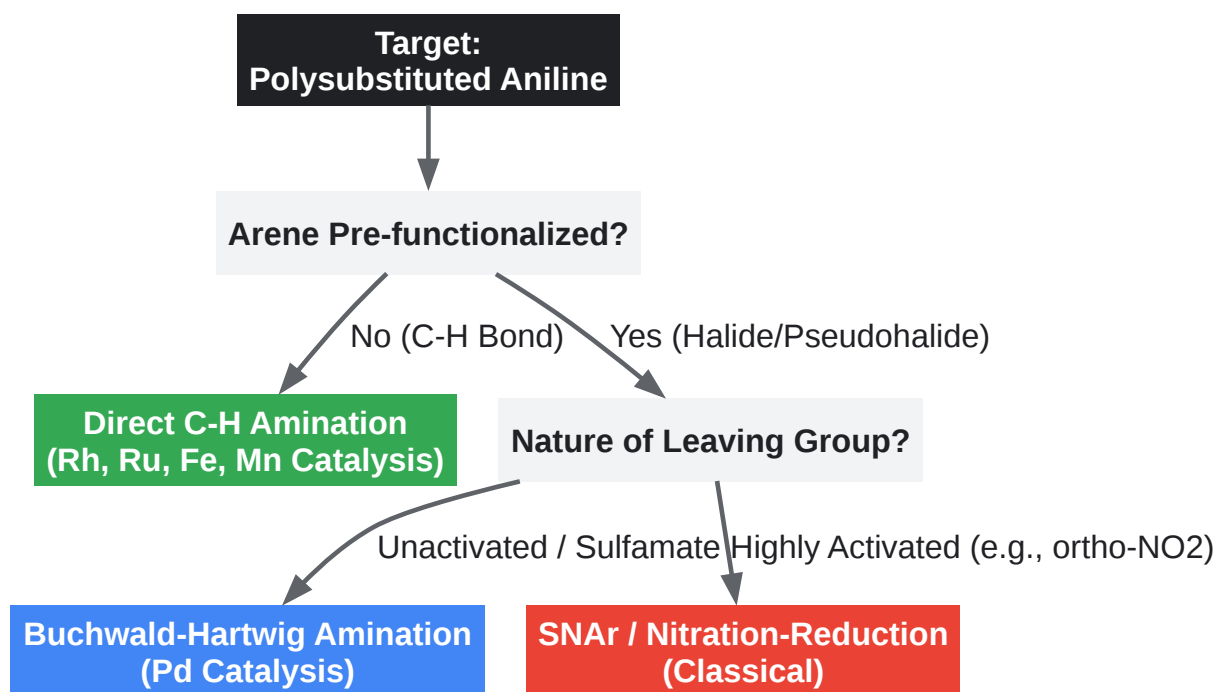 Target:
Polysubstituted Aniline
Arene Pre-functionalized?
No (C-H Bond)
Yes (Halide/Pseudohalide)
Direct C-H Amination
(Rh, Ru, Fe, Mn Catalysis)
Nature of Leaving Group?
Unactivated / Sulfamate
Highly Activated (e.g., ortho-NO2)
Buchwald-Hartwig Amination
(Pd Catalysis)
SNAr / Nitration-Reduction
(Classical)